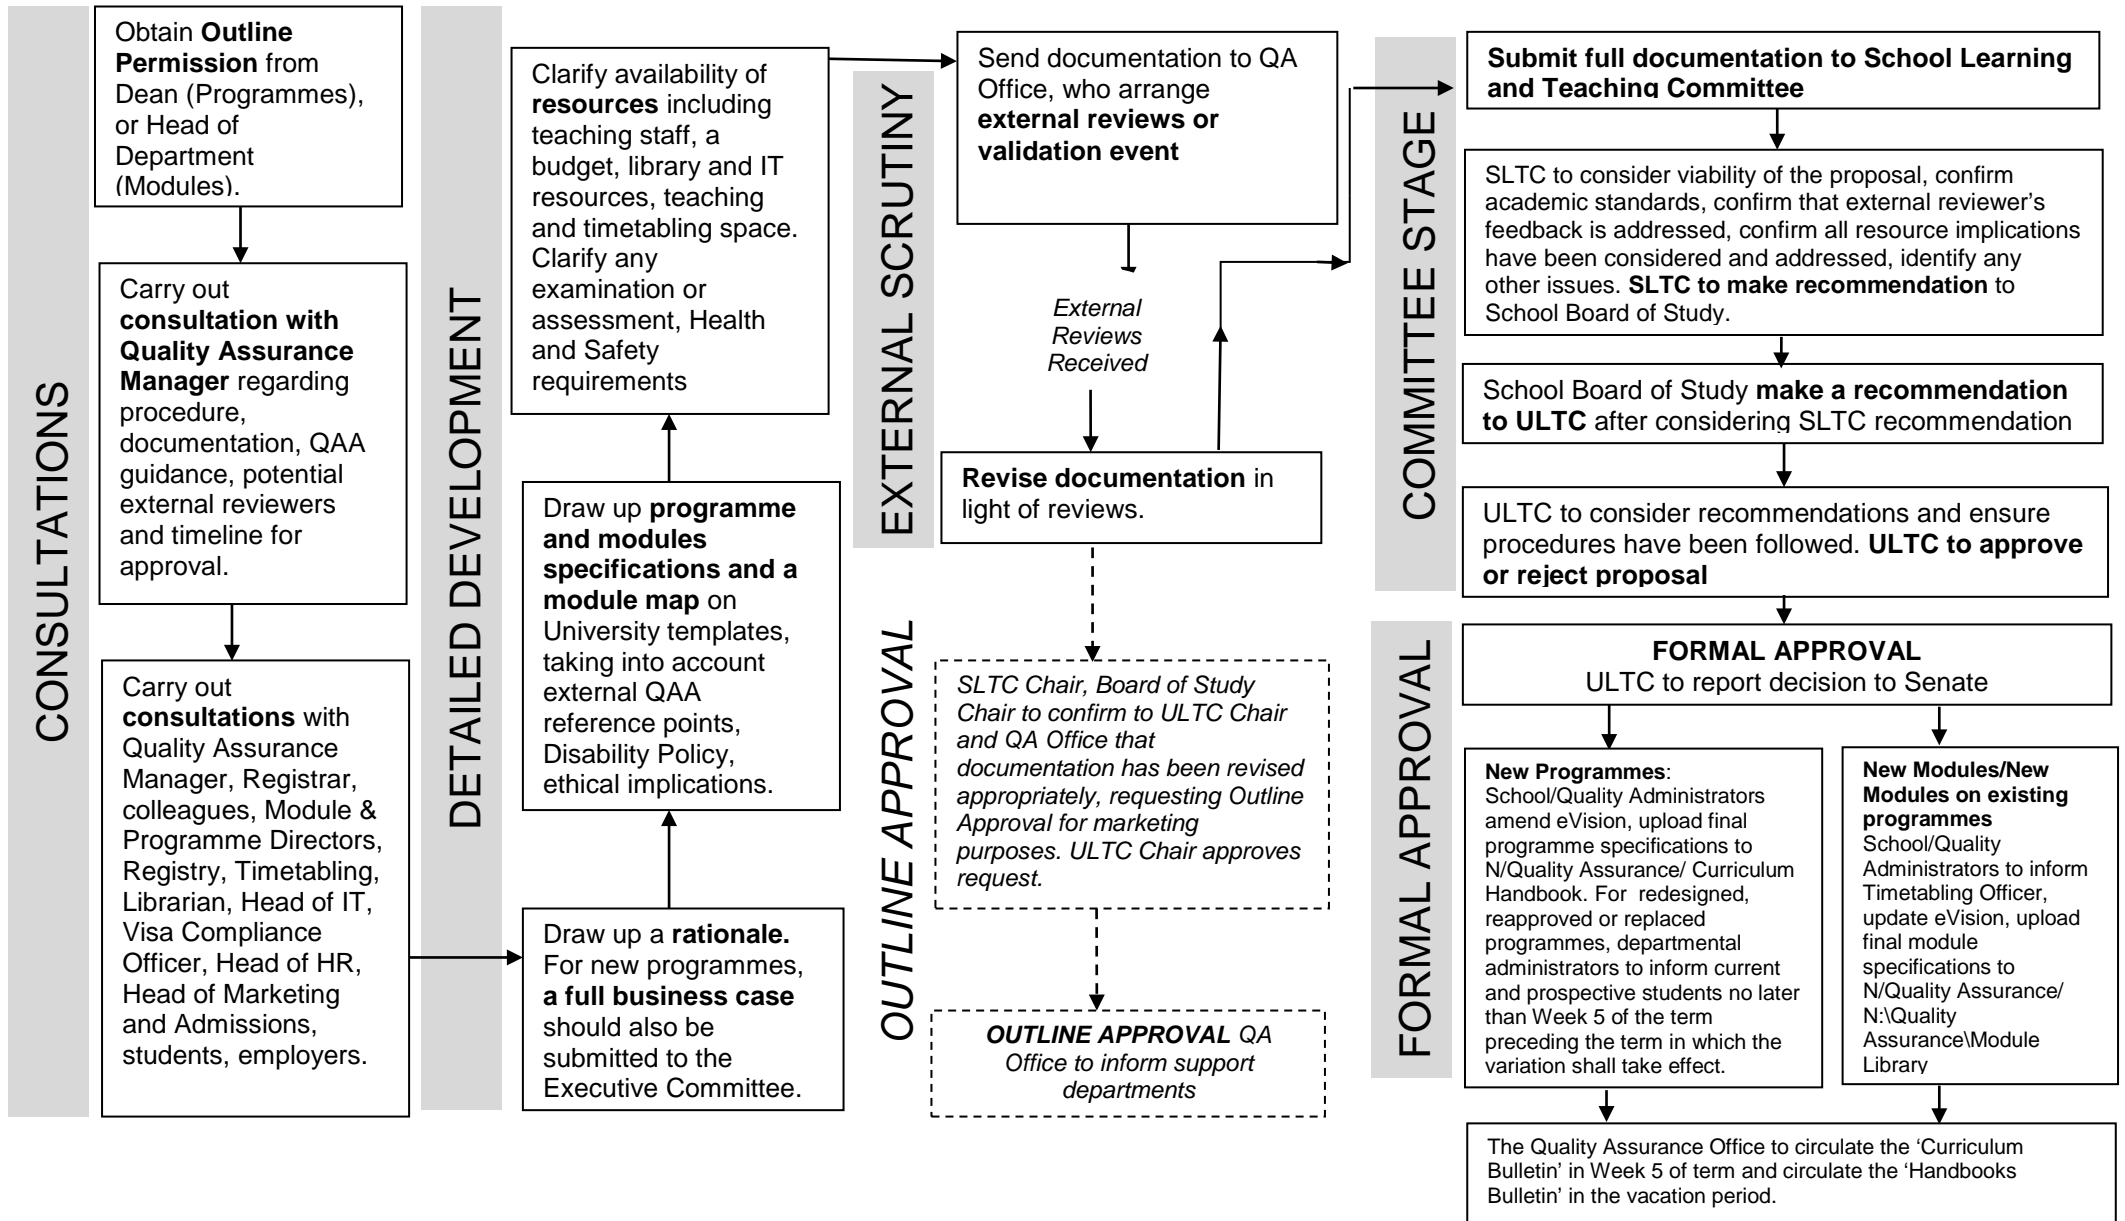 CONSULTATIONS
Obtain Outline
Permission from
Dean (Programmes),
or Head of
Department
(Modules).
Carry out
consultation with
Quality Assurance
Manager regarding
procedure,
documentation, QAA
guidance, potential
external reviewers
and timeline for
approval.
Carry out
consultations with
Quality Assurance
Manager, Registrar,
colleagues, Module &
Programme Directors,
Registry, Timetabling,
Librarian, Head of IT,
Visa Compliance
Officer, Head of HR,
Head of Marketing
and Admissions,
students, employers.
DETAILED DEVELOPMENT
Clarify availability of
resources including
teaching staff, a
budget, library and IT
resources, teaching
and timetabling space.
Clarify any
examination or
assessment, Health
and Safety
requirements
Draw up programme
and modules
specifications and a
module map on
University templates,
taking into account
external QAA
reference points,
Disability Policy,
ethical implications.
Draw up a rationale.
For new programmes,
a full business case
should also be
submitted to the
Executive Committee.
EXTERNAL SCRUTINY
Send documentation to QA
Office, who arrange
external reviews or
validation event
External
Reviews
Received
Revise documentation in
light of reviews.
OUTLINE APPROVAL
SLTC Chair, Board of Study
Chair to confirm to ULTC Chair
and QA Office that
documentation has been revised
appropriately, requesting Outline
Approval for marketing
purposes. ULTC Chair approves
request.
OUTLINE APPROVAL QA
Office to inform support
departments
COMMITTEE STAGE
Submit full documentation to School Learning
and Teaching Committee
SLTC to consider viability of the proposal, confirm
academic standards, confirm that external reviewer's
feedback is addressed, confirm all resource implications
have been considered and addressed, identify any
other issues. SLTC to make recommendation to
School Board of Study.
School Board of Study make a recommendation
to ULTC after considering SLTC recommendation
ULTC to consider recommendations and ensure
procedures have been followed. ULTC to approve
or reject proposal
FORMAL APPROVAL
FORMAL APPROVAL
ULTC to report decision to Senate
New Programmes:
School/Quality Administrators
amend eVision, upload final
programme specifications to
N/Quality Assurance/ Curriculum
Handbook. For redesigned,
reapproved or replaced
programmes, departmental
administrators to inform current
and prospective students no later
than Week 5 of the term
preceding the term in which the
variation shall take effect.
New Modules/New
Modules on existing
programmes
School/Quality
Administrators to inform
Timetabling Officer,
update eVision, upload
final module
specifications to
N/Quality Assurance/
N:\Quality
Assurance\Module
Library
The Quality Assurance Office to circulate the 'Curriculum
Bulletin' in Week 5 of term and circulate the 'Handbooks
Bulletin' in the vacation period.